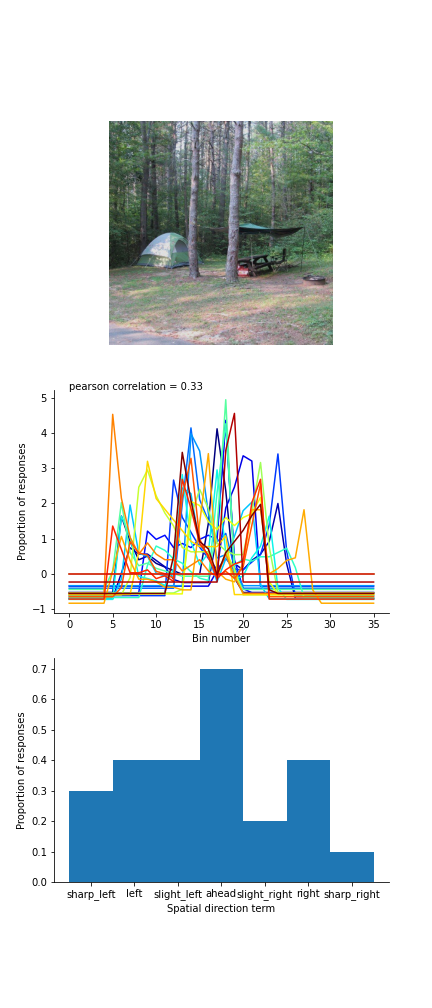 pearson correlation = 0.33
5
4
3
2
1
0
−1
Proportion of responses
0 5 10 15 20 25 30 35
Bin number
0.7
0.6
0.5
0.4
0.3
0.2
0.1
0.0
Proportion of responses
sharp_left left slight_left ahead slight_right right sharp_right
Spatial direction term